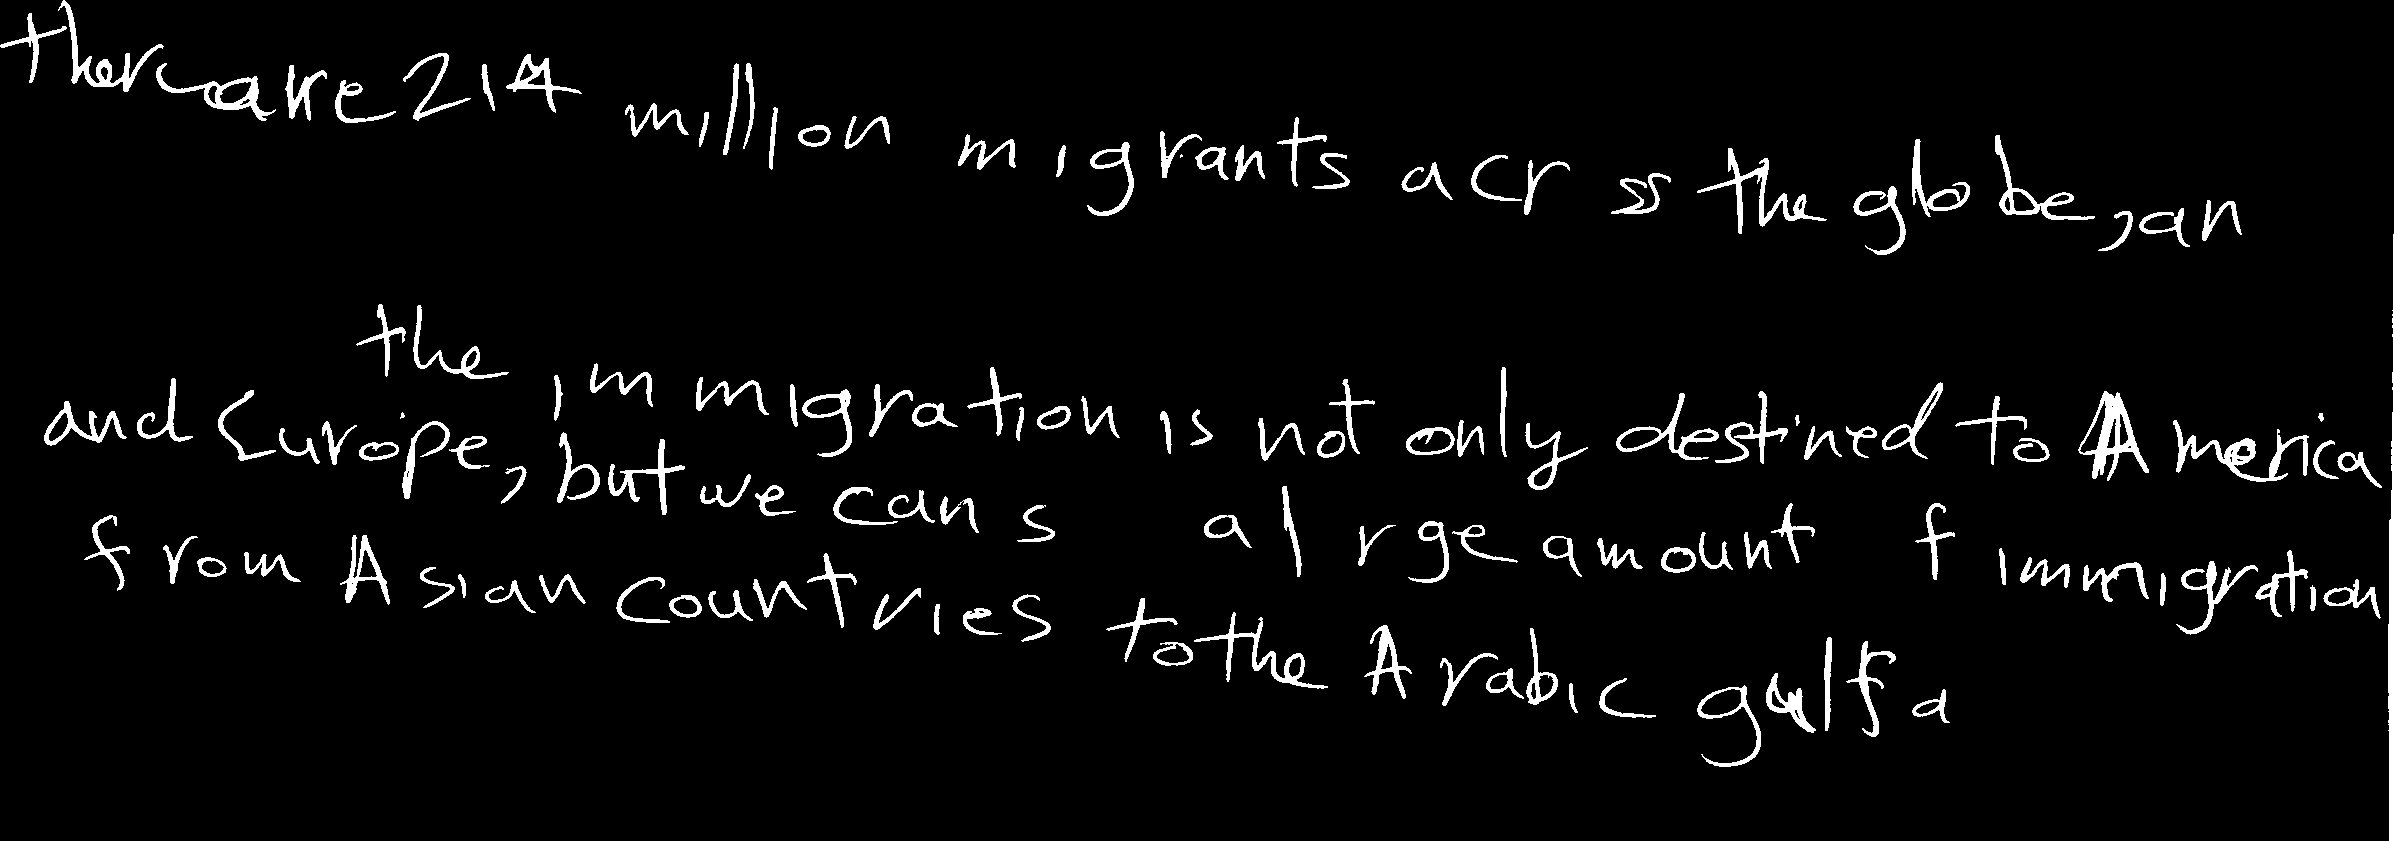 there are 214 million migrants acr ss the globe, an
the immigration is not only destined to America
and Europe, but we can s a l rge amount f immigration
from Asian countries to the Arabic gulf a